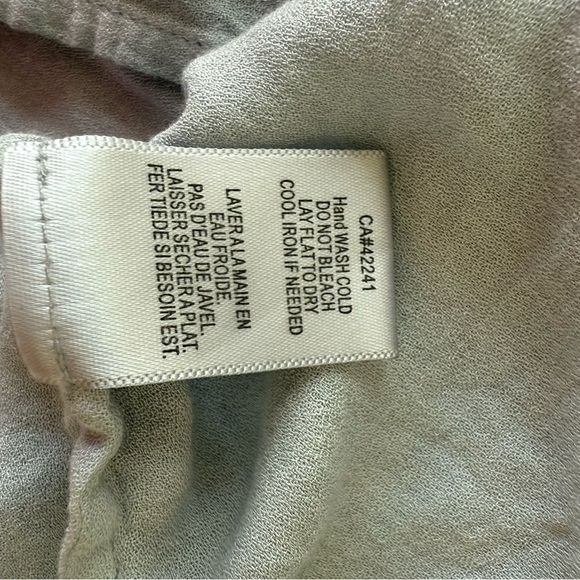 CA#42241
Hand WASH COLD
DO NOT BLEACH
LAY FLAT TO DRY
COOL IRON IF NEEDED
LAVER A LA MAIN EN
EAU FROIDE.
PAS D'EAU DE JAVEL.
LAISSER SECHER A PLAT.
FER TIEDE SI BESOIN EST.